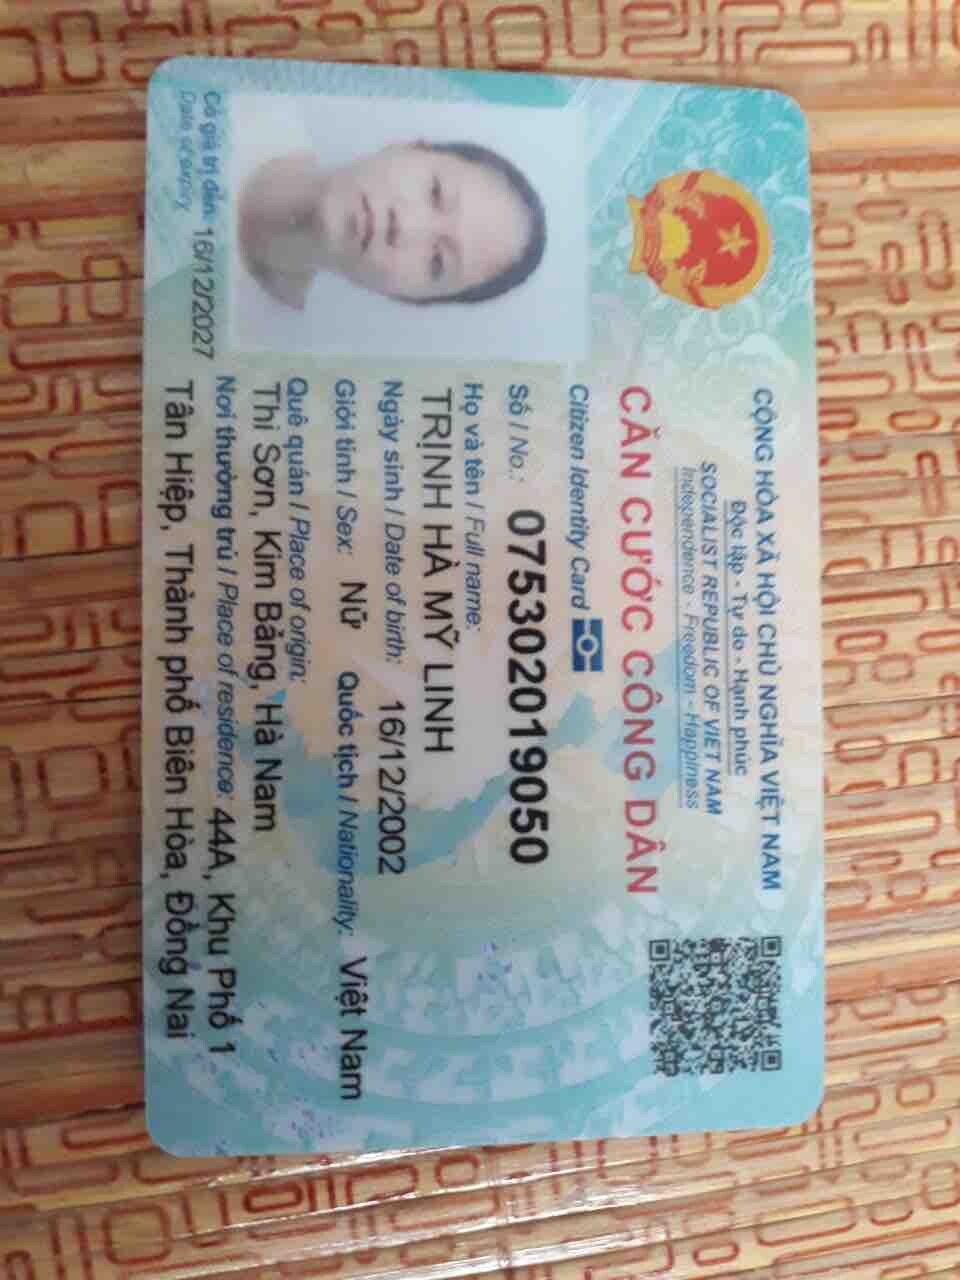 CỘNG HÒA XÃ HỘI CHỦ NGHĨA VIỆT NAM
Độc lập - Tự do - Hạnh phúc
SOCIALIST REPUBLIC OF VIET NAM
Independence - Freedom - Happiness
CĂN CƯỚC CÔNG DÂN
Citizen Identity Card
Số / No.: 075302019050
Họ và tên / Full name:
TRỊNH HÀ MỸ LINH
Ngày sinh / Date of birth: 16/12/2002
Giới tính / Sex: Nữ Quốc tịch / Nationality: Việt Nam
Quê quán / Place of origin:
Thi Sơn, Kim Bảng, Hà Nam
Nơi thường trú / Place of residence: 44A, Khu Phố 1
Tân Hiệp, Thành phố Biên Hòa, Đồng Nai
Có giá trị đến: 16/12/2027
Date of expiry